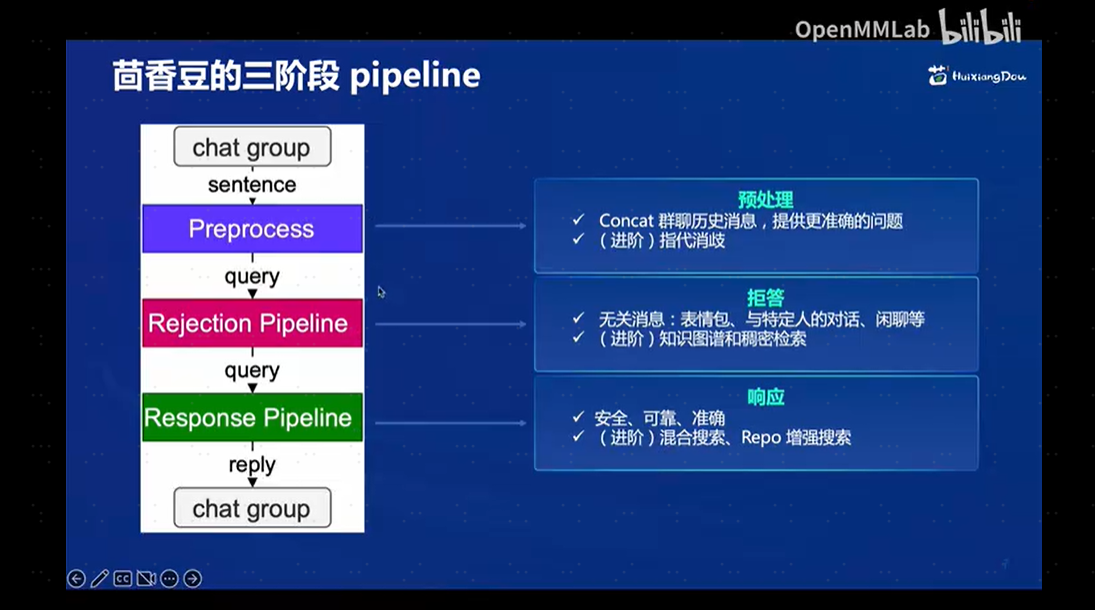 OpenMMLab bilibili
茴香豆的三阶段 pipeline
HuixiangDou
chat group
sentence
Preprocess
query
Rejection Pipeline
query
Response Pipeline
reply
chat group
预处理
✓ Concat 群聊历史消息，提供更准确的问题
✓ （进阶）指代消歧
拒答
✓ 无关消息：表情包、与特定人的对话、闲聊等
✓ （进阶）知识图谱和稠密检索
响应
✓ 安全、可靠、准确
✓ （进阶）混合搜索、Repo 增强搜索
CC